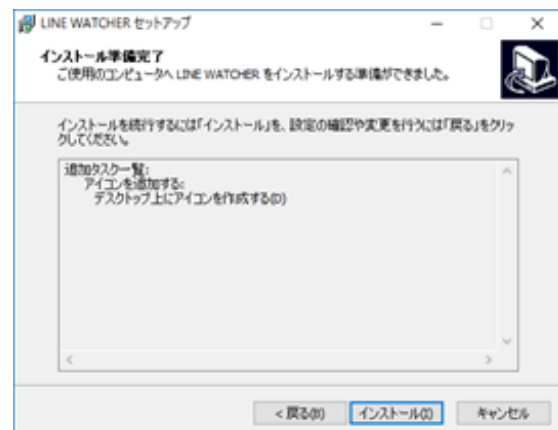 LINE WATCHER セットアップ
インストール準備完了
ご使用のコンピュータへ LINE WATCHER をインストールする準備ができました。
インストールを続行するには「インストール」を、設定の確認や変更を行うには「戻る」をクリッ
クしてください。
追加タスク一覧:
アイコンを追加する:
デスクトップ上にアイコンを作成する(D)
< 戻る(B)
インストール(I)
キャンセル